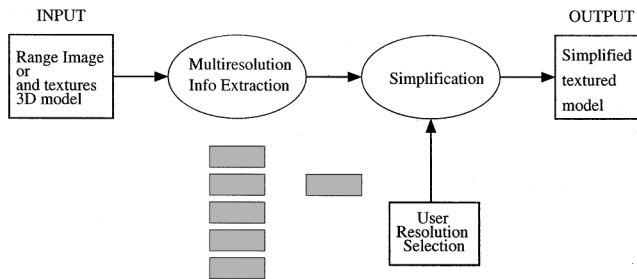 INPUT
OUTPUT
Range Image
or
and textures
3D model
Multiresolution
Info Extraction
Simplification
Simplified
textured
model
User
Resolution
Selection